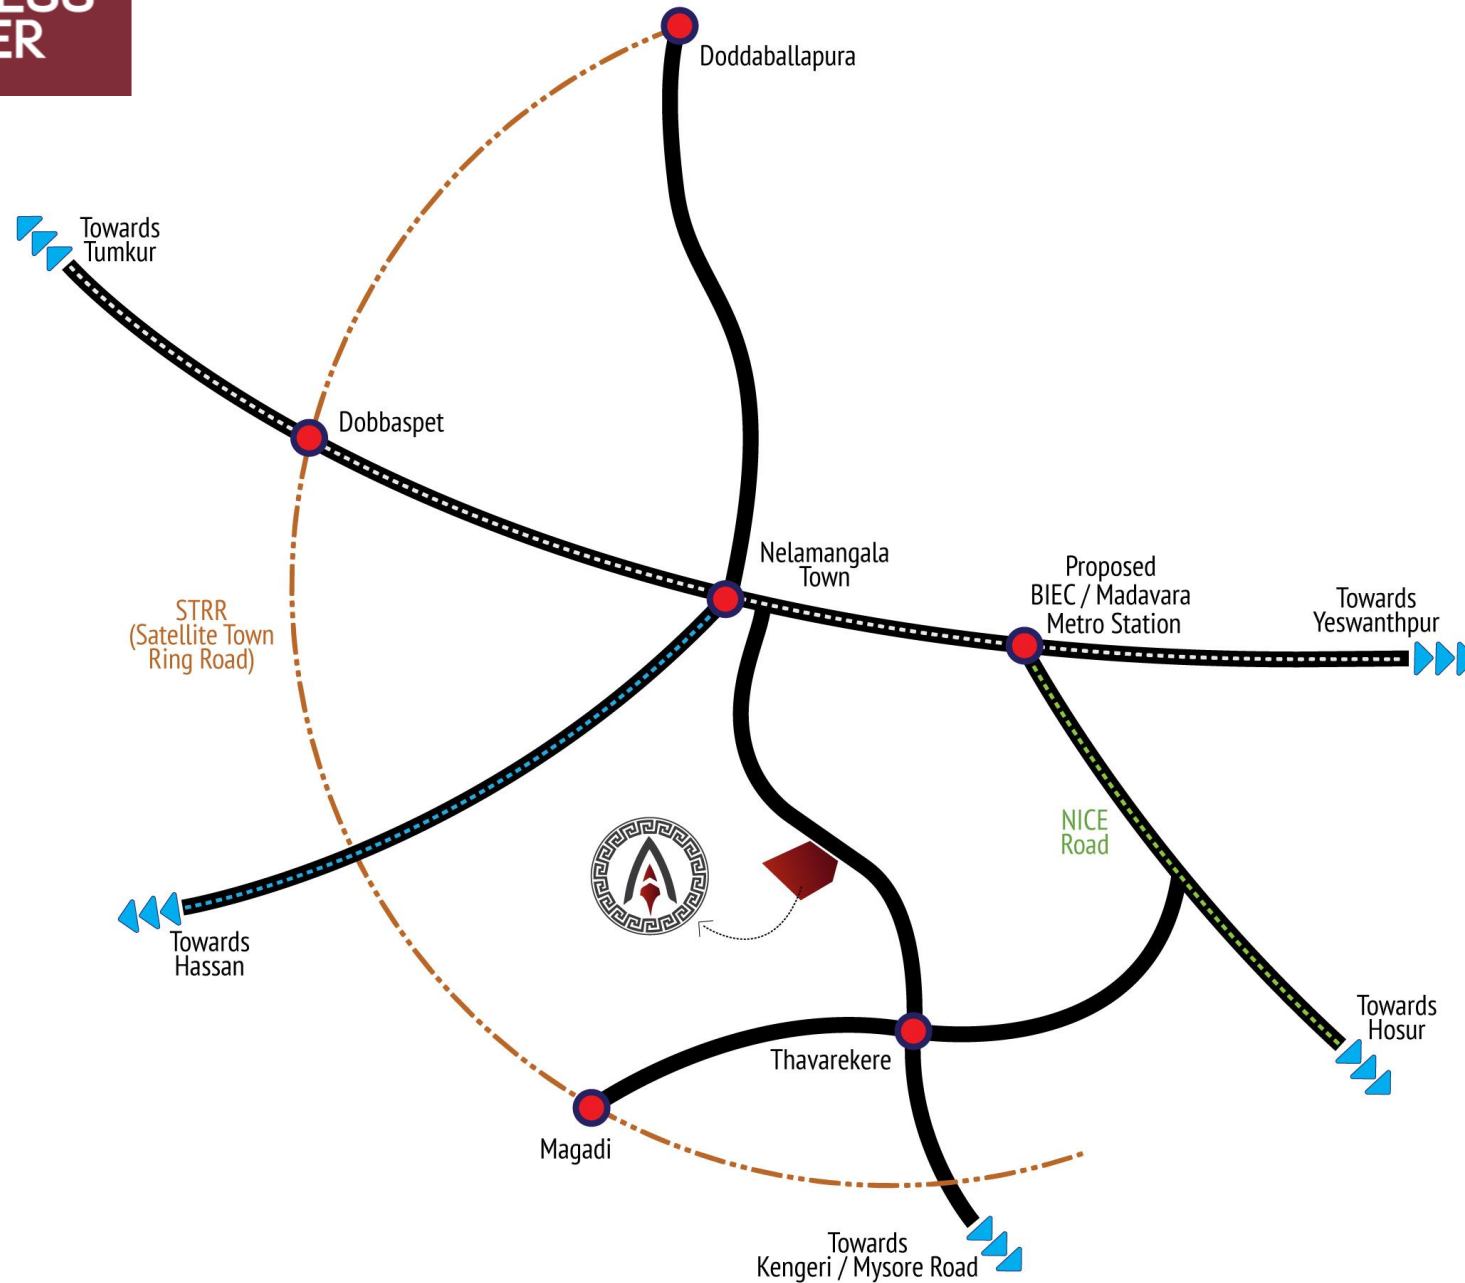 ER
Doddaballapura
Towards
Tumkur
Dobbaspet
Nelamangala
Town
Proposed
BIEC / Madavara
Metro Station
Towards
Yeswanthpur
STRR
(Satellite Town
Ring Road)
NICE
Road
Towards
Hassan
Towards
Hosur
Thavarekere
Magadi
Towards
Kengeri / Mysore Road